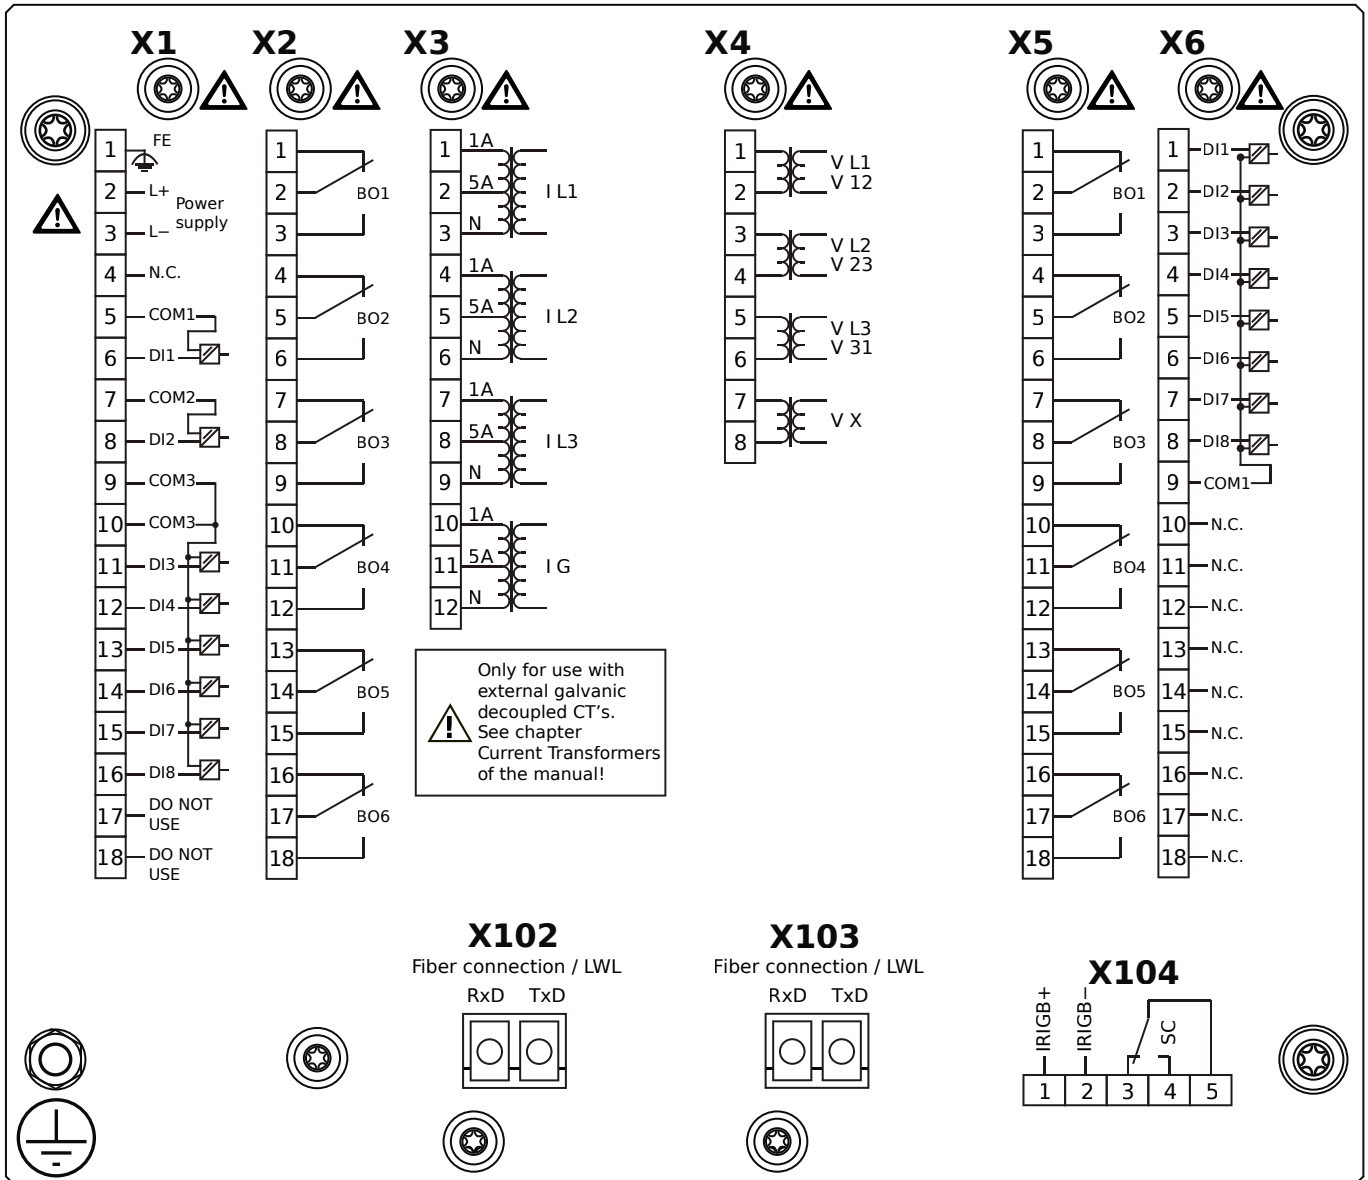 X1 X2 X3 X4 X5 X6
1 FE
2 L+
Power
supply
3 L−
4 N.C.
5 COM1
6 DI1
7 COM2
8 DI2
9 COM3
10 COM3
11 DI3
12 DI4
13 DI5
14 DI6
15 DI7
16 DI8
17 DO NOT
USE
18 DO NOT
USE
1
2 BO1
3
4
5 BO2
6
7
8 BO3
9
10
11 BO4
12
13
14 BO5
15
16
17 BO6
18
1 1A
2 5A I L1
3 N
4 1A
5 5A I L2
6 N
7 1A
8 5A I L3
9 N
10 1A
11 5A I G
12 N
Only for use with
external galvanic
decoupled CT's.
See chapter
Current Transformers
of the manual!
1 V L1
2 V 12
3 V L2
4 V 23
5 V L3
6 V 31
7 V X
8
1
2 BO1
3
4
5 BO2
6
7
8 BO3
9
10
11 BO4
12
13
14 BO5
15
16
17 BO6
18
1 DI1
2 DI2
3 DI3
4 DI4
5 DI5
6 DI6
7 DI7
8 DI8
9 COM1
10 N.C.
11 N.C.
12 N.C.
13 N.C.
14 N.C.
15 N.C.
16 N.C.
17 N.C.
18 N.C.
X102
Fiber connection / LWL
RxD TxD
X103
Fiber connection / LWL
RxD TxD
X104
IRIGB+
IRIGB−
SC
1 2 3 4 5